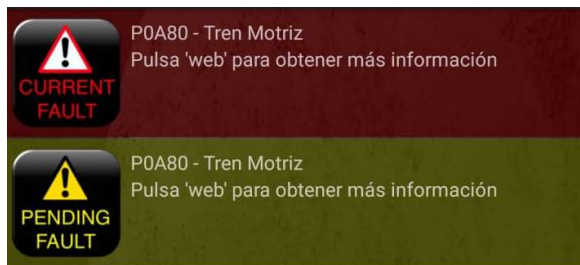 CURRENT
FAULT
P0A80 - Tren Motriz
Pulsa 'web' para obtener más información
PENDING
FAULT
P0A80 - Tren Motriz
Pulsa 'web' para obtener más información